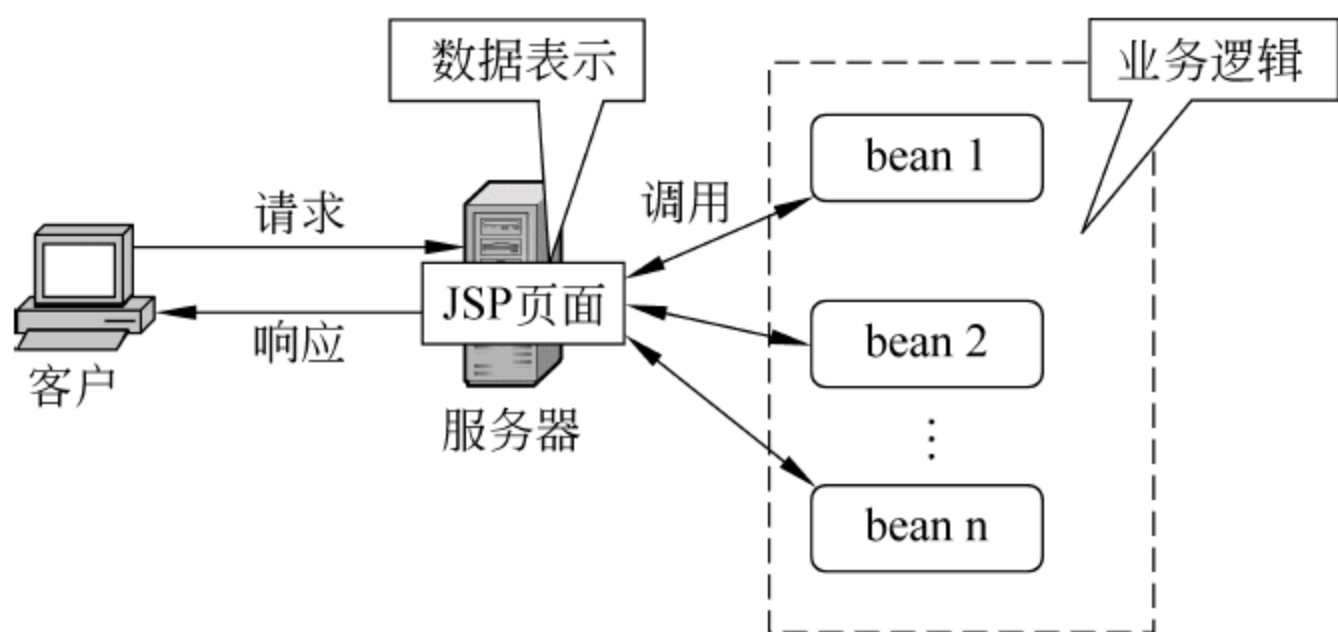 数据表示
业务逻辑
bean 1
请求
调用
JSP页面
响应
bean 2
客户
服务器
⋮
bean n